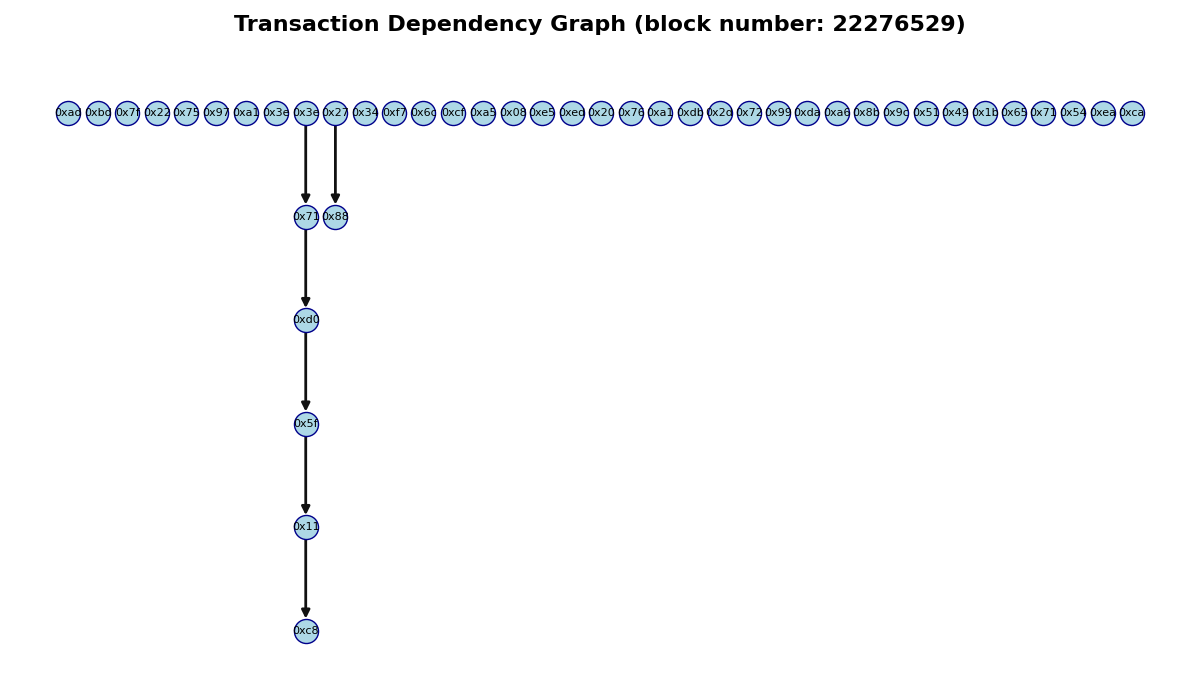 Transaction Dependency Graph (block number: 22276529)
0xad 0xbd 0x7f 0x22 0x75 0x97 0xa1 0x3e 0x3e 0x27 0x34 0xf7 0x6c 0xcf 0xa5 0x08 0xe5 0xed 0x20 0x76 0xa1 0xdb 0x2d 0x72 0x99 0xda 0xa6 0x8b 0x9c 0x51 0x49 0x1b 0x65 0x71 0x54 0xea 0xca
0x71 0x88
0xd0
0x5f
0x11
0xc8